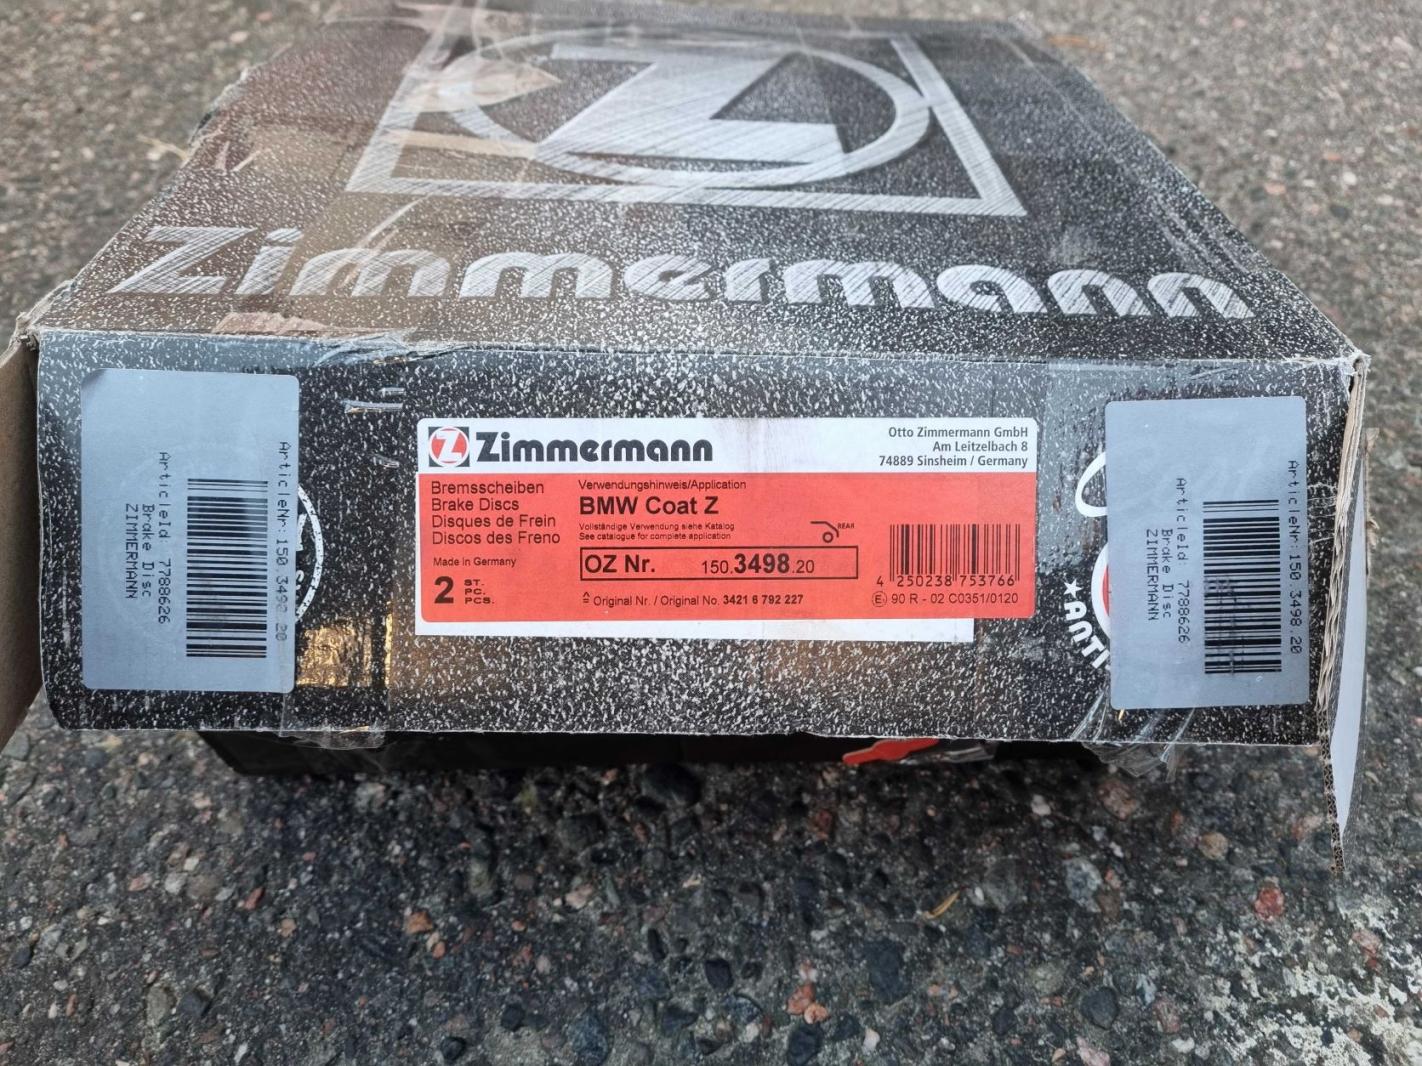 Zimmermann
Zimmermann
Otto Zimmermann GmbH
Am Leitzelbach 8
74889 Sinsheim / Germany
Bremsscheiben
Brake Discs
Disques de Frein
Discos des Freno
Made in Germany
2 ST.
PC.
PCS.
Verwendungshinweis/Application
BMW Coat Z
Vollständige Verwendung siehe Katalog
See catalogue for complete application
REAR
OZ Nr. 150.3498.20
≙ Original Nr. / Original No. 3421 6 792 227
4 250238 753766
E1 90 R - 02 C0351/0120
ArticleNr: 150.3498.20
ArticleId: 7788626
Brake Disc
ZIMMERMANN
ArticleNr: 150.3498.20
ArticleId: 7788626
Brake Disc
ZIMMERMANN
★ANTI